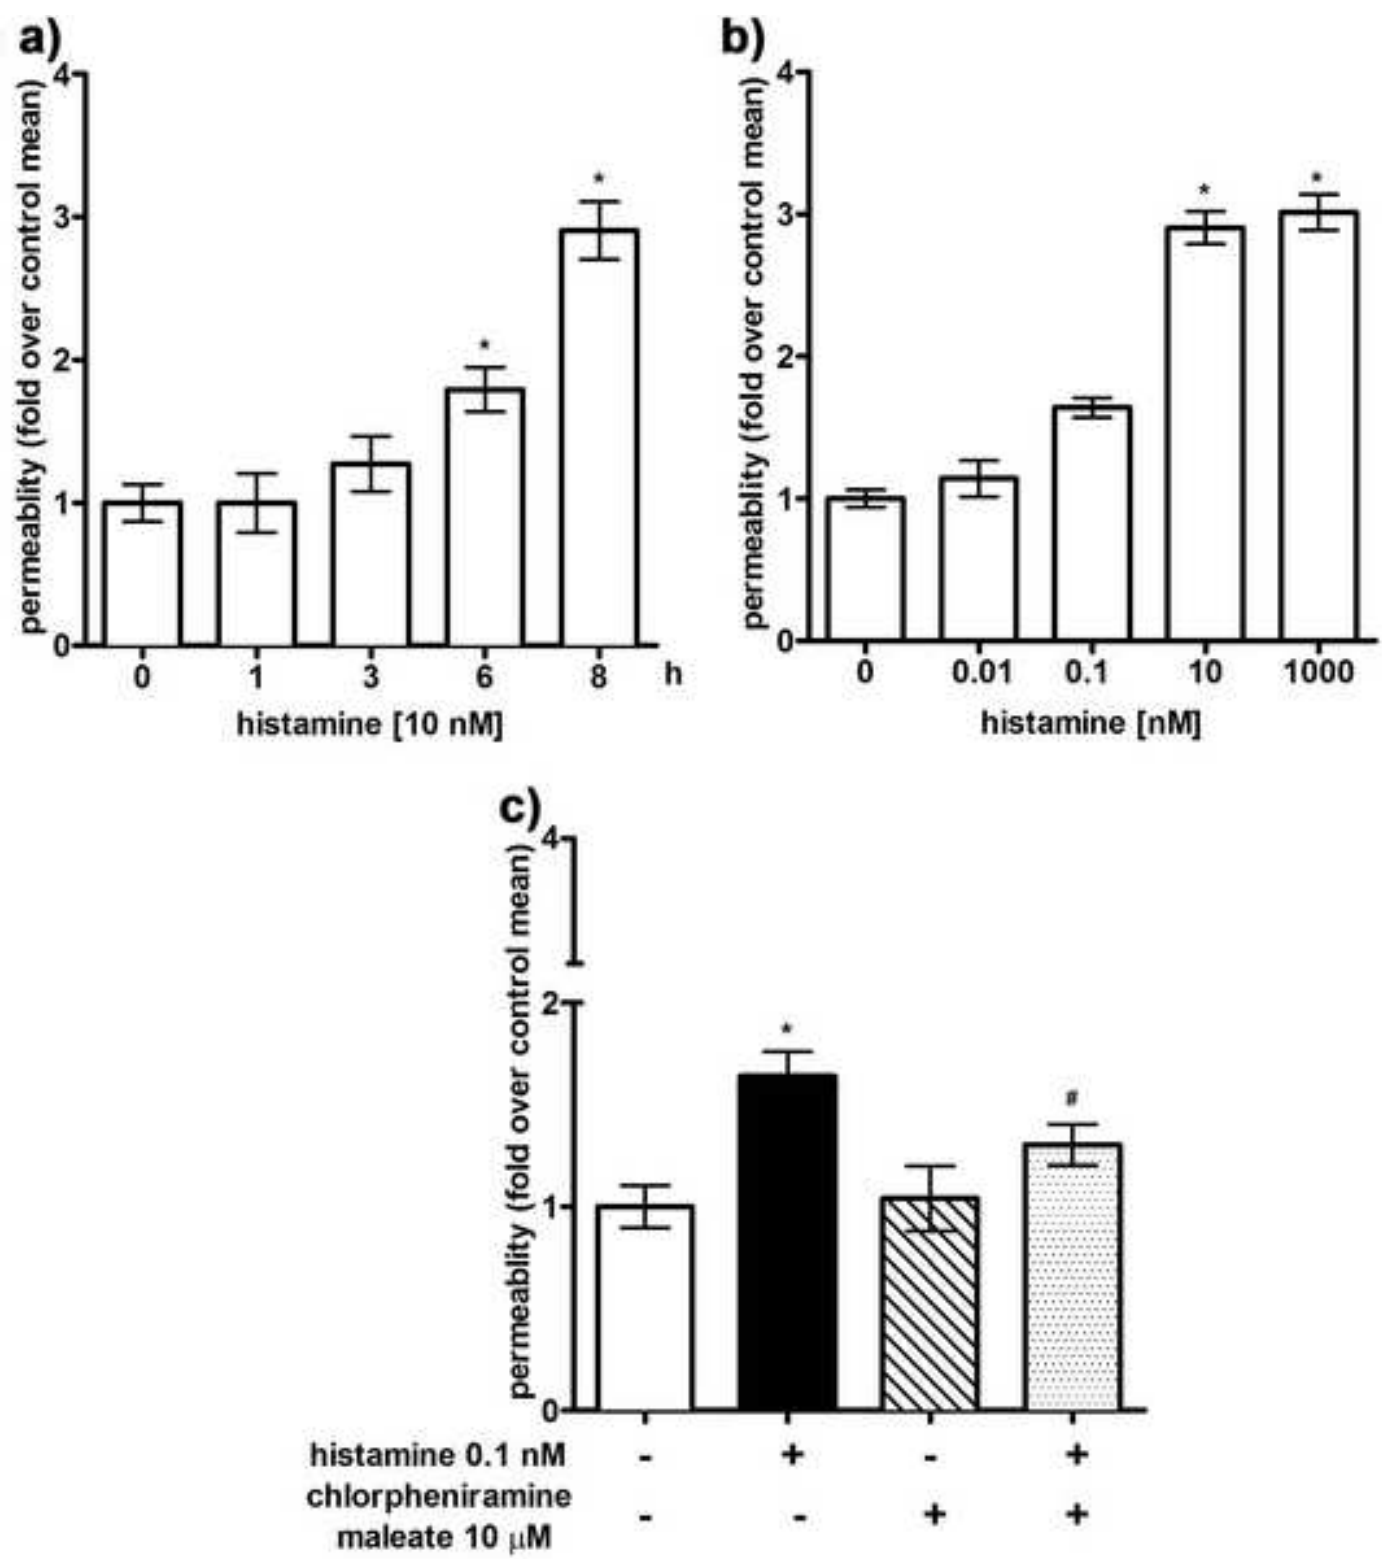 a)
permeablity (fold over control mean)
4
3
2
1
0
*
*
0 1 3 6 8 h
histamine [10 nM]
b)
permeablity (fold over control mean)
4
3
2
1
0
*
*
0 0.01 0.1 10 1000
histamine [nM]
c)
permeablity (fold over control mean)
4
2
1
0
*
#
histamine 0.1 nM - + - +
chlorpheniramine
maleate 10 μM - - + +